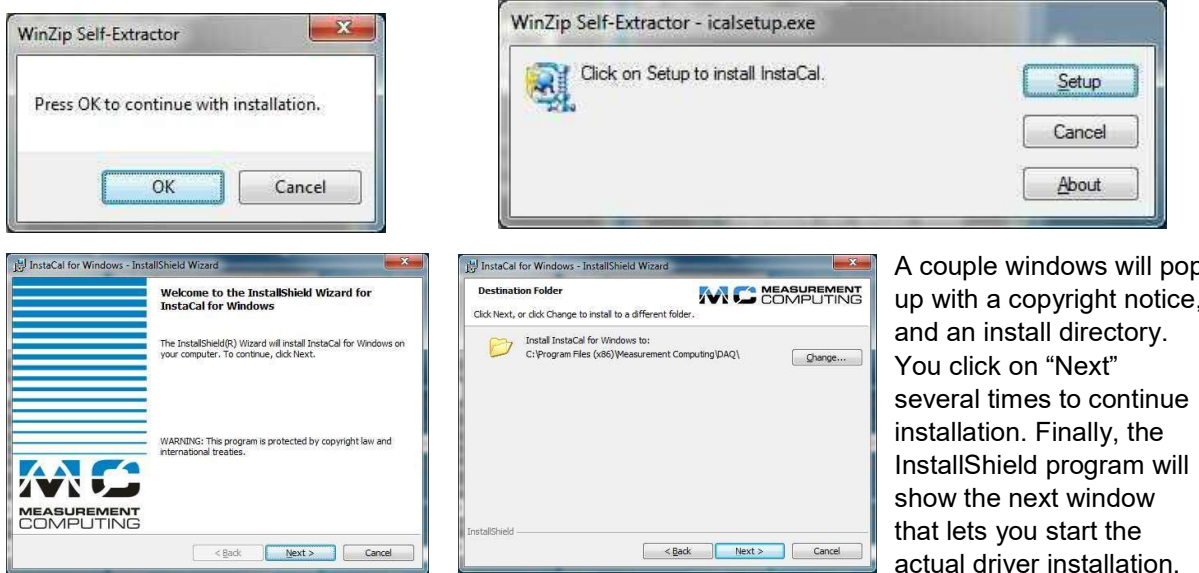 WinZip Self-Extractor
Press OK to continue with installation.
OK
Cancel
WinZip Self-Extractor - icalsetup.exe
Click on Setup to install InstaCal.
Setup
Cancel
About
InstaCal for Windows - InstallShield Wizard
Welcome to the InstallShield Wizard for
InstaCal for Windows
The InstallShield(R) Wizard will install InstaCal for Windows on
your computer. To continue, click Next.
WARNING: This program is protected by copyright law and
international treaties.
MC
MEASUREMENT
COMPUTING
< Back
Next >
Cancel
InstaCal for Windows - InstallShield Wizard
Destination Folder
Click Next, or click Change to install to a different folder.
MC MEASUREMENT
COMPUTING
Install InstaCal for Windows to:
C:\Program Files (x86)\Measurement Computing\DAQ\
Change...
InstallShield
< Back
Next >
Cancel
A couple windows will pop
up with a copyright notice,
and an install directory.
You click on “Next”
several times to continue
installation. Finally, the
InstallShield program will
show the next window
that lets you start the
actual driver installation.